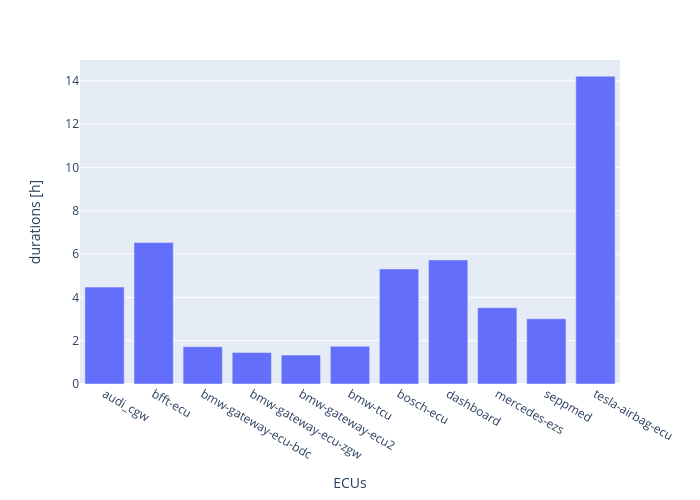 14
12
10
8
6
4
2
0
durations [h]
audi_cgw
bfft-ecu
bmw-gateway-ecu-bdc
bmw-gateway-ecu-zgw
bmw-gateway-ecu2
bmw-tcu
bosch-ecu
dashboard
mercedes-ezs
seppmed
tesla-airbag-ecu
ECUs